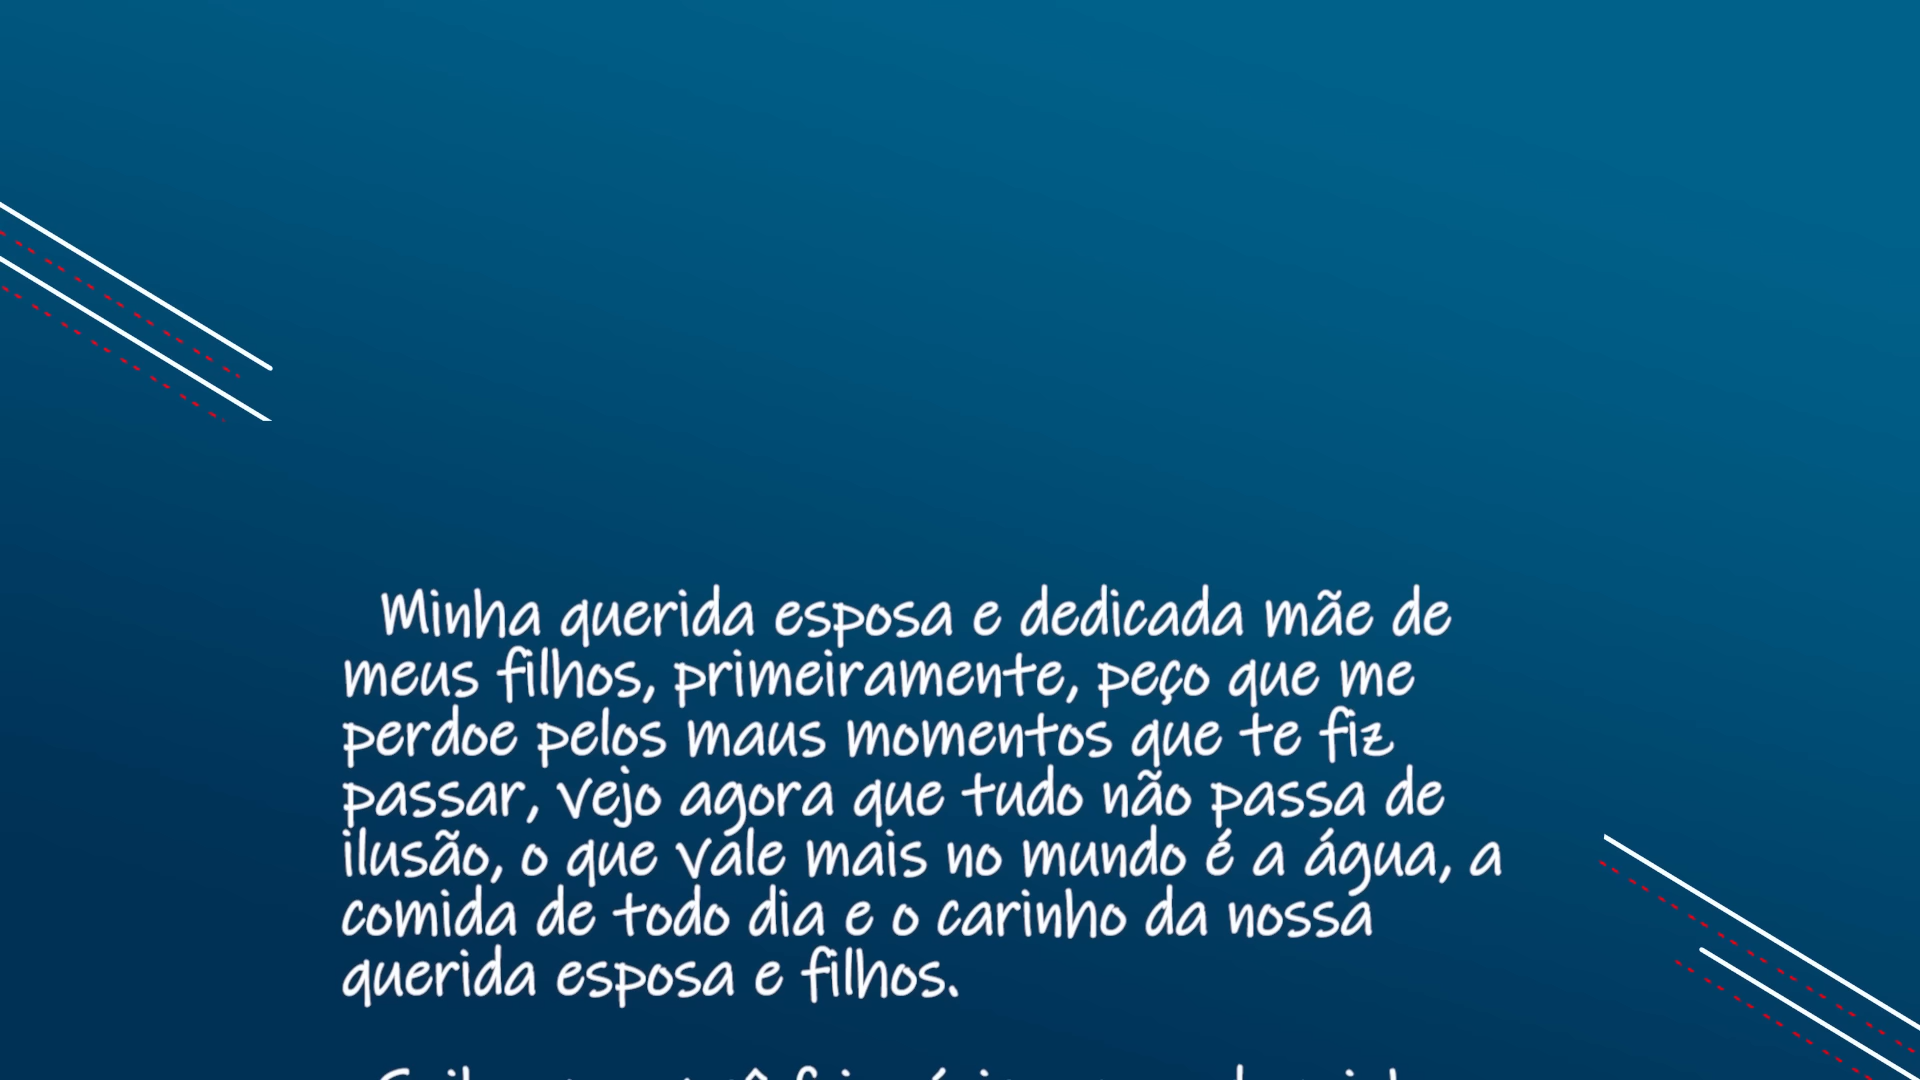 Minha querida esposa e dedicada mãe de
meus filhos, primeiramente, peço que me
perdoe pelos maus momentos que te fiz
passar, vejo agora que tudo não passa de
ilusão, o que vale mais no mundo é a água, a
comida de todo dia e o carinho da nossa
querida esposa e filhos.